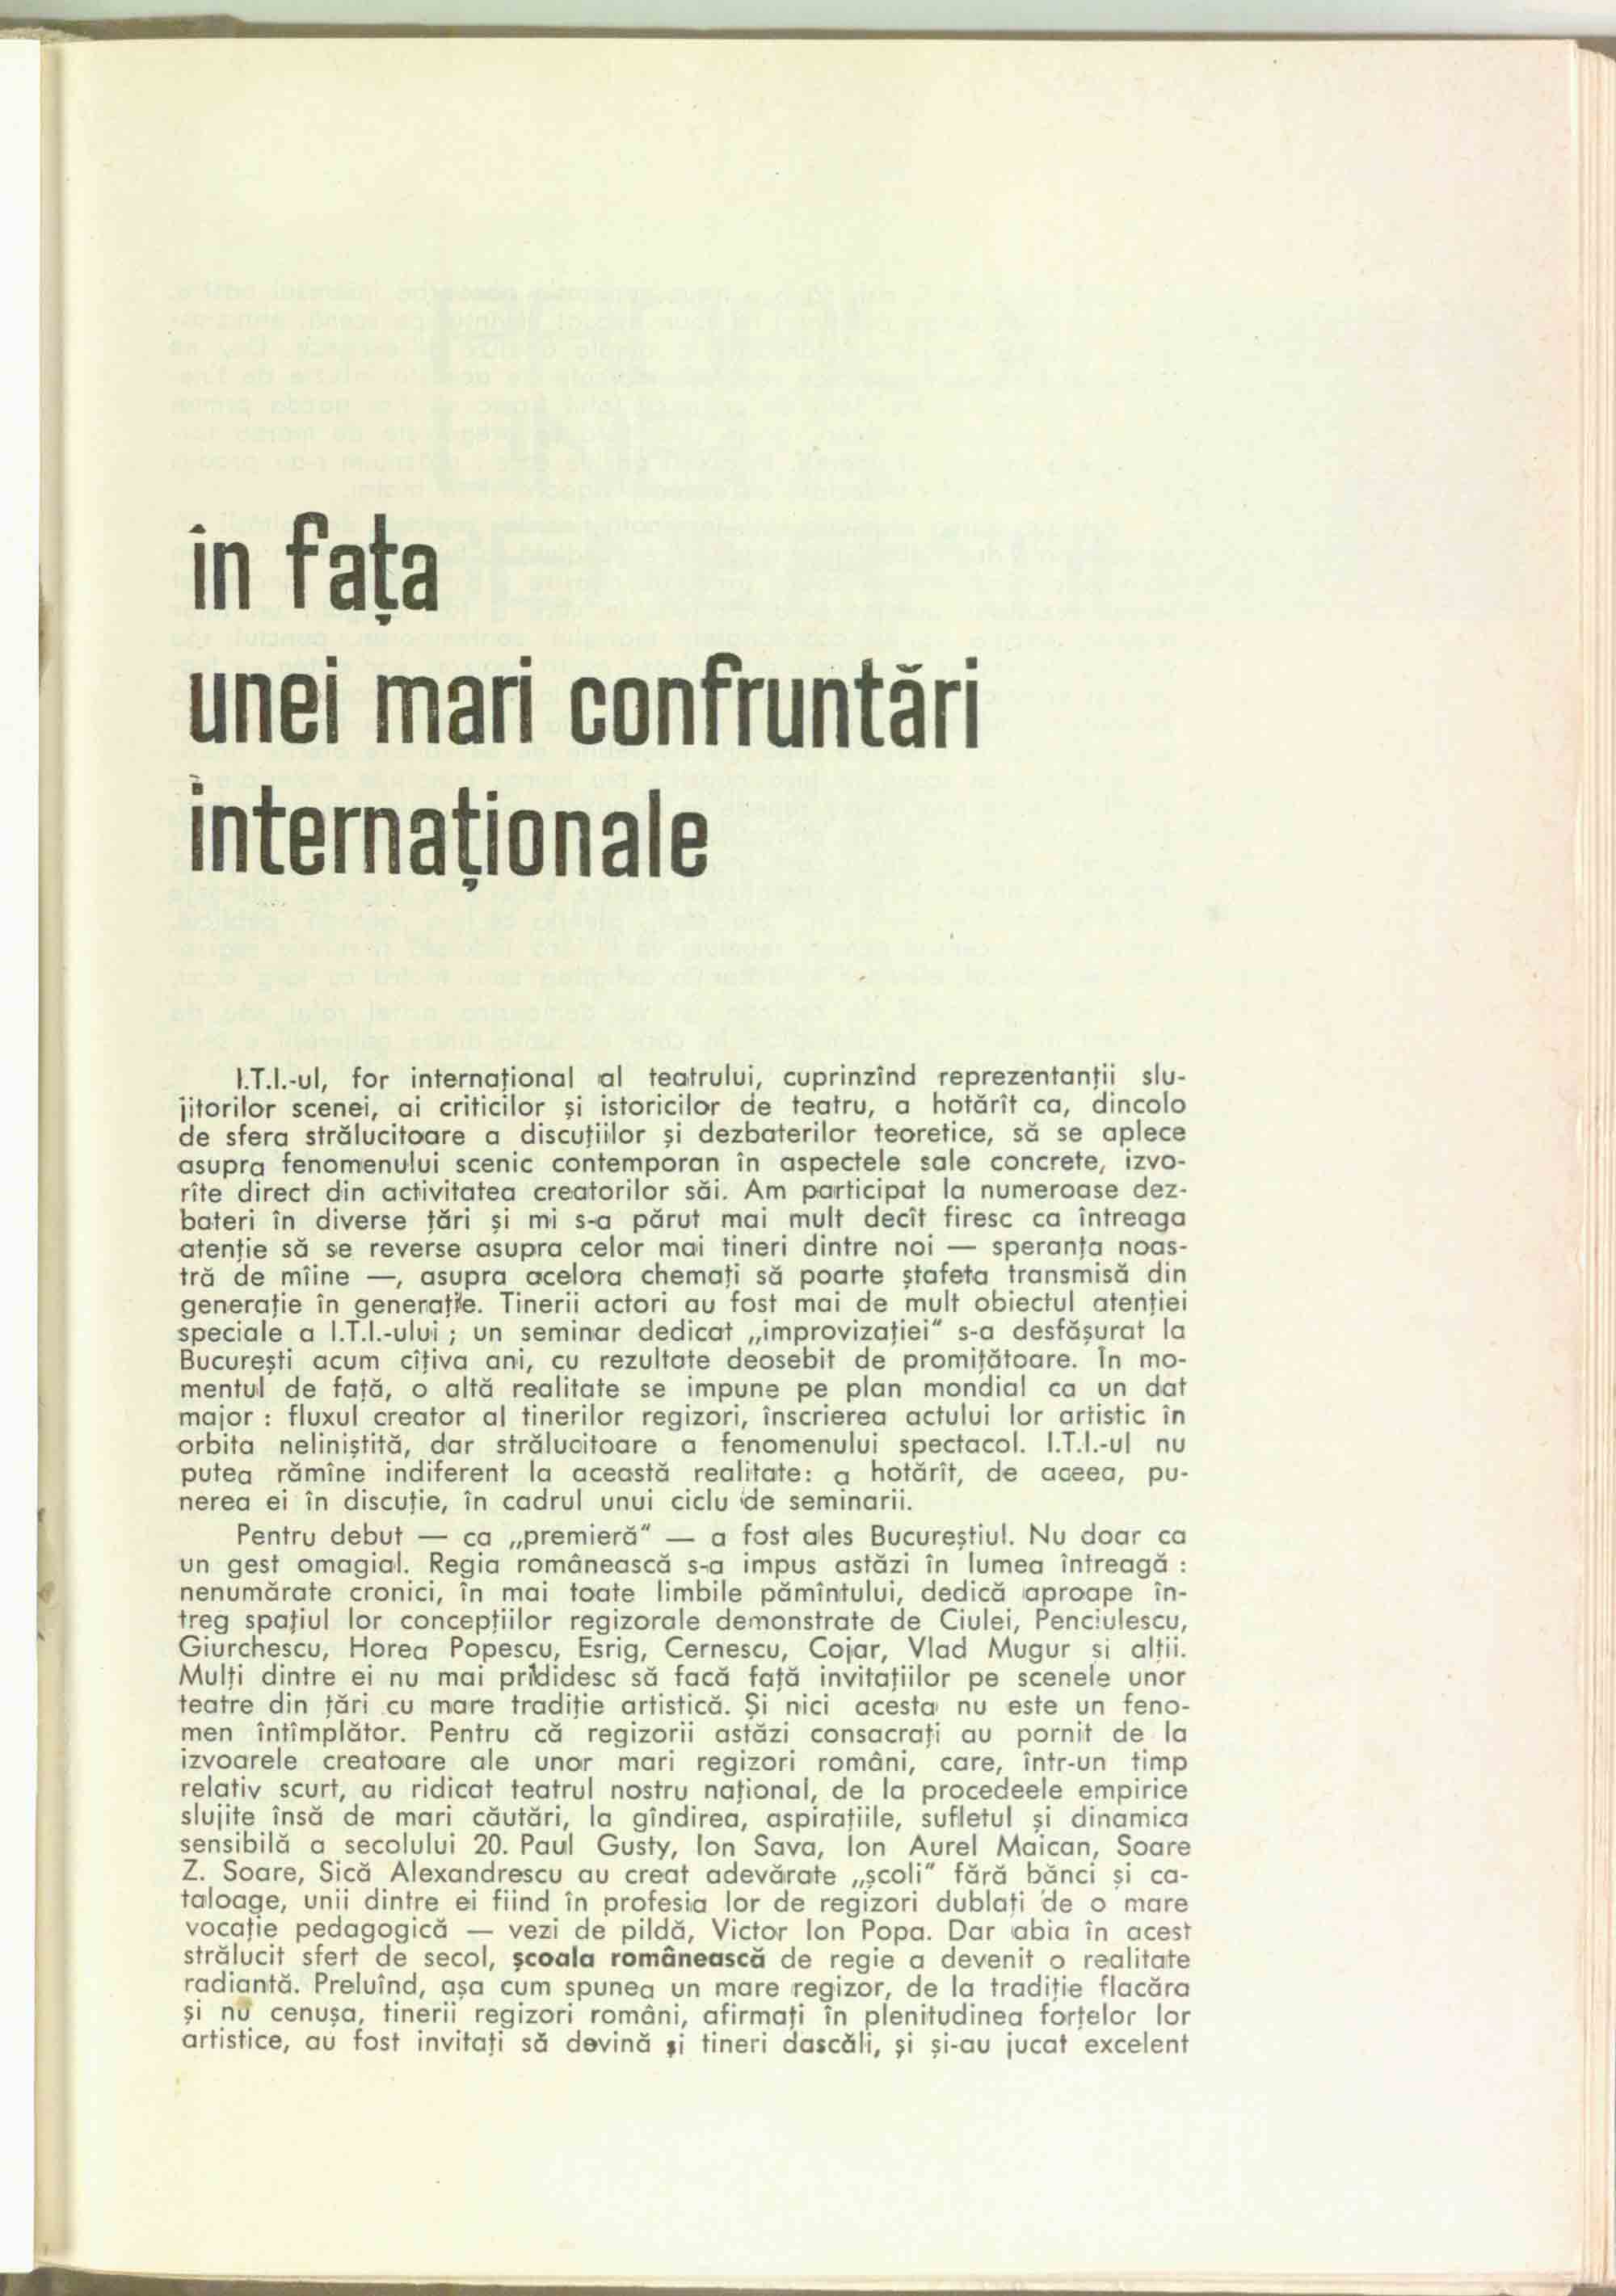 în fața
unei mari confruntări
internaționale
I.T.I.-ul, for internațional al teatrului, cuprinzînd reprezentanții slu-
jitorilor scenei, ai criticilor și istoricilor de teatru, a hotărît ca, dincolo
de sfera strălucitoare a discuțiilor și dezbaterilor teoretice, să se aplece
asupra fenomenului scenic contemporan în aspectele sale concrete, izvo-
rîte direct din activitatea creatorilor săi. Am participat la numeroase dez-
bateri în diverse țări și mi s-a părut mai mult decît firesc ca întreaga
atenție să se reverse asupra celor mai tineri dintre noi — speranța noas-
tră de mîine —, asupra acelora chemați să poarte ștafeta transmisă din
generație în generație. Tinerii actori au fost mai de mult obiectul atenției
speciale a I.T.I.-ului ; un seminar dedicat „improvizației" s-a desfășurat la
București acum cîțiva ani, cu rezultate deosebit de promițătoare. În mo-
mentul de față, o altă realitate se impune pe plan mondial ca un dat
major : fluxul creator al tinerilor regizori, înscrierea actului lor artistic în
orbita neliniștită, dar strălucitoare a fenomenului spectacol. I.T.I.-ul nu
putea rămîne indiferent la această realitate: a hotărît, de aceea, pu-
nerea ei în discuție, în cadrul unui ciclu de seminarii.
Pentru debut — ca „premieră" — a fost ales Bucureștiul. Nu doar ca
un gest omagial. Regia românească s-a impus astăzi în lumea întreagă :
nenumărate cronici, în mai toate limbile pămîntului, dedică aproape în-
treg spațiul lor concepțiilor regizorale demonstrate de Ciulei, Penciulescu,
Giurchescu, Horea Popescu, Esrig, Cernescu, Cojar, Vlad Mugur și alții.
Mulți dintre ei nu mai prididesc să facă față invitațiilor pe scenele unor
teatre din țări cu mare tradiție artistică. Și nici acesta nu este un feno-
men întîmplător. Pentru că regizorii astăzi consacrați au pornit de la
izvoarele creatoare ale unor mari regizori români, care, într-un timp
relativ scurt, au ridicat teatrul nostru național, de la procedeele empirice
slujite însă de mari căutări, la gîndirea, aspirațiile, sufletul și dinamica
sensibilă a secolului 20. Paul Gusty, Ion Sava, Ion Aurel Maican, Soare
Z. Soare, Sică Alexandrescu au creat adevărate „școli" fără bănci și ca-
taloage, unii dintre ei fiind în profesia lor de regizori dublați de o mare
vocație pedagogică — vezi de pildă, Victor Ion Popa. Dar abia în acest
strălucit sfert de secol, școala românească de regie a devenit o realitate
radiantă. Preluînd, așa cum spunea un mare regizor, de la tradiție flacăra
și nu cenușa, tinerii regizori români, afirmați în plenitudinea forțelor lor
artistice, au fost invitați să devină și tineri dascăli, și și-au jucat excelent